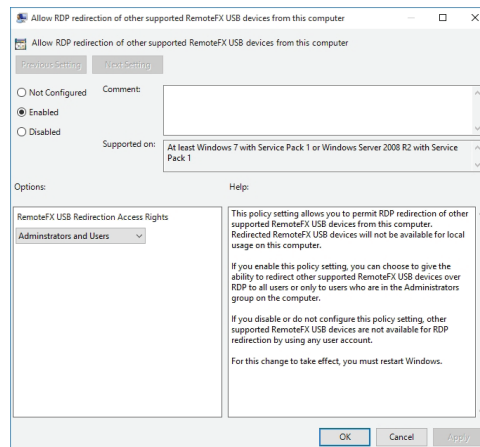 Allow RDP redirection of other supported RemoteFX USB devices from this computer
Allow RDP redirection of other supported RemoteFX USB devices from this computer
Previous Setting Next Setting
Not Configured
Enabled
Disabled
Comment:
Supported on:
At least Windows 7 with Service Pack 1 or Windows Server 2008 R2 with Service
Pack 1
Options:
Help:
RemoteFX USB Redirection Access Rights
Adminstrators and Users
This policy setting allows you to permit RDP redirection of other
supported RemoteFX USB devices from this computer.
Redirected RemoteFX USB devices will not be available for local
usage on this computer.
If you enable this policy setting, you can choose to give the
ability to redirect other supported RemoteFX USB devices over
RDP to all users or only to users who are in the Administrators
group on the computer.
If you disable or do not configure this policy setting, other
supported RemoteFX USB devices are not available for RDP
redirection by using any user account.
For this change to take effect, you must restart Windows.
OK Cancel Apply